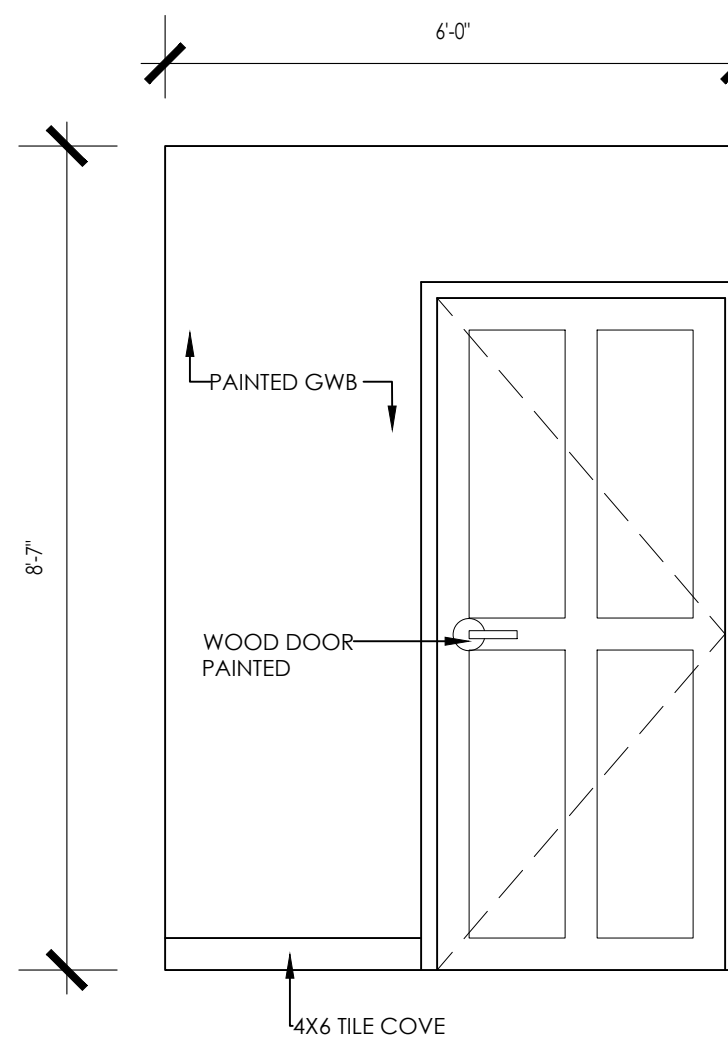 6'-0"
PAINTED GWB
8'-7"
WOOD DOOR
PAINTED
4X6 TILE COVE